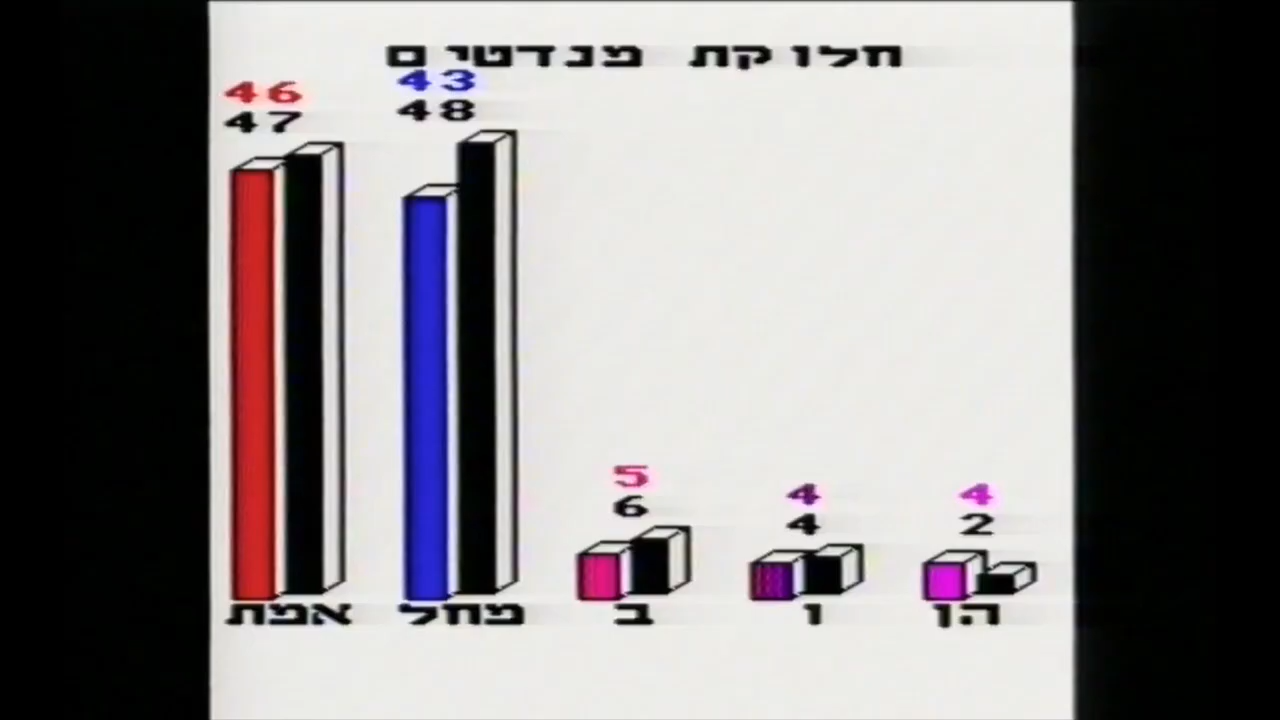 חלוקת מנדטים
46 43
47 48
5 4 4
6 4 2
אמת מחל ב ו הן